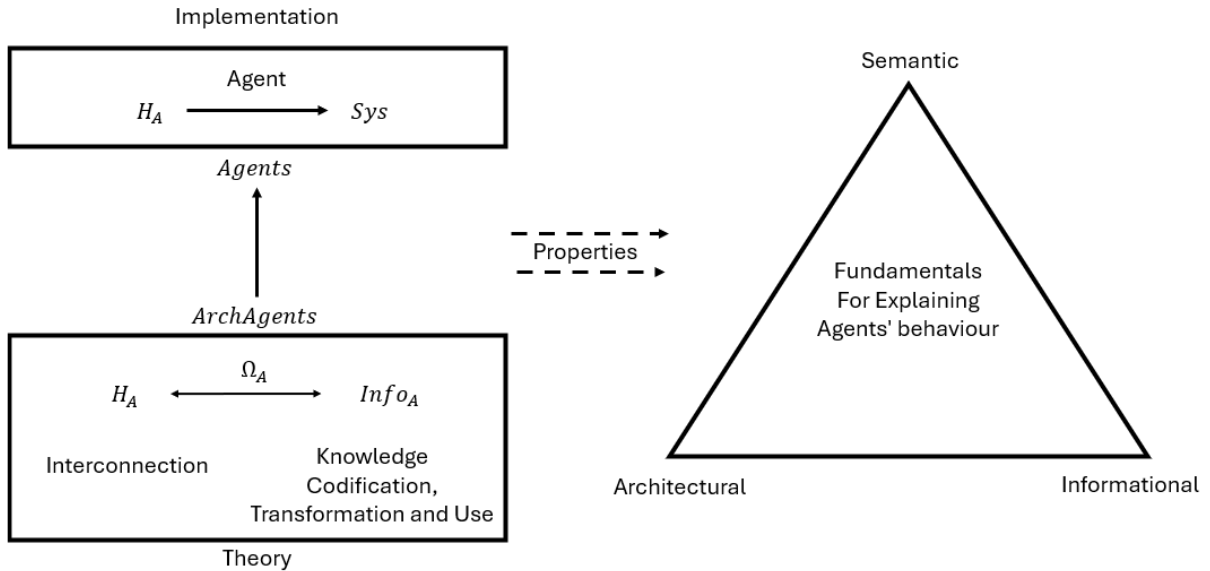 Implementation
Agent
H_A Sys
Agents
ArchAgents
Ω_A
H_A Info_A
Interconnection
Knowledge
Codification,
Transformation and Use
Theory
Properties
Semantic
Fundamentals
For Explaining
Agents' behaviour
Architectural
Informational